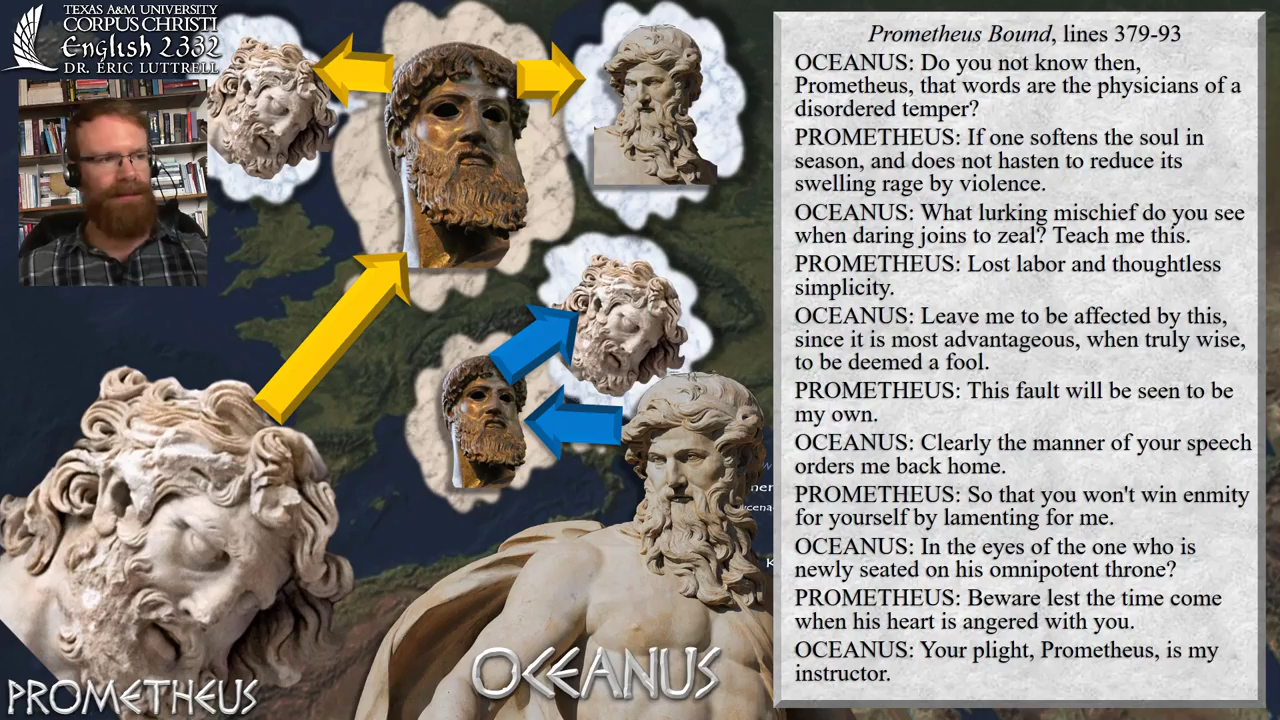 TEXAS A&M UNIVERSITY
CORPUS CHRISTI
English 2332
DR. ERIC LUTTRELL
Prometheus Bound, lines 379-93
OCEANUS: Do you not know then,
Prometheus, that words are the physicians of a
disordered temper?
PROMETHEUS: If one softens the soul in
season, and does not hasten to reduce its
swelling rage by violence.
OCEANUS: What lurking mischief do you see
when daring joins to zeal? Teach me this.
PROMETHEUS: Lost labor and thoughtless
simplicity.
OCEANUS: Leave me to be affected by this,
since it is most advantageous, when truly wise,
to be deemed a fool.
PROMETHEUS: This fault will be seen to be
my own.
OCEANUS: Clearly the manner of your speech
orders me back home.
PROMETHEUS: So that you won't win enmity
for yourself by lamenting for me.
OCEANUS: In the eyes of the one who is
newly seated on his omnipotent throne?
PROMETHEUS: Beware lest the time come
when his heart is angered with you.
OCEANUS: Your plight, Prometheus, is my
instructor.
OCEANUS
PROMETHEUS